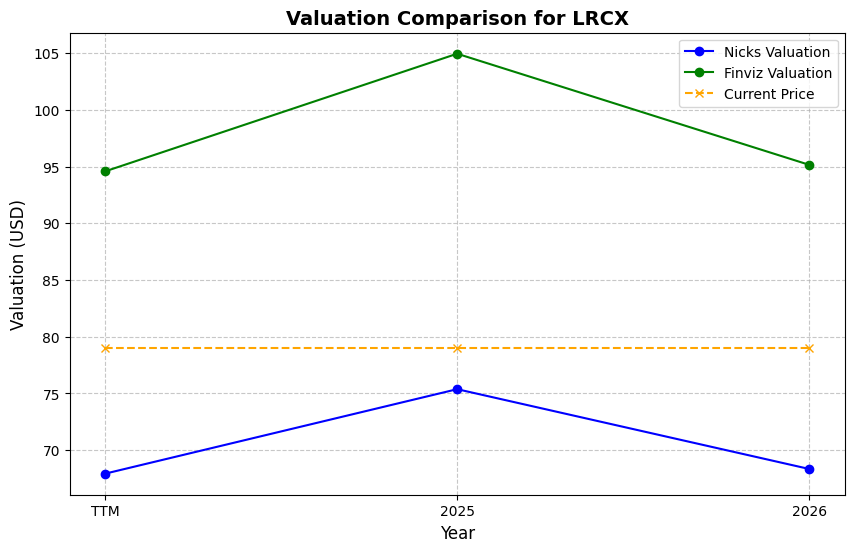 Valuation Comparison for LRCX
Nicks Valuation
Finviz Valuation
Current Price
Valuation (USD)
105
100
95
90
85
80
75
70
TTM
2025
2026
Year